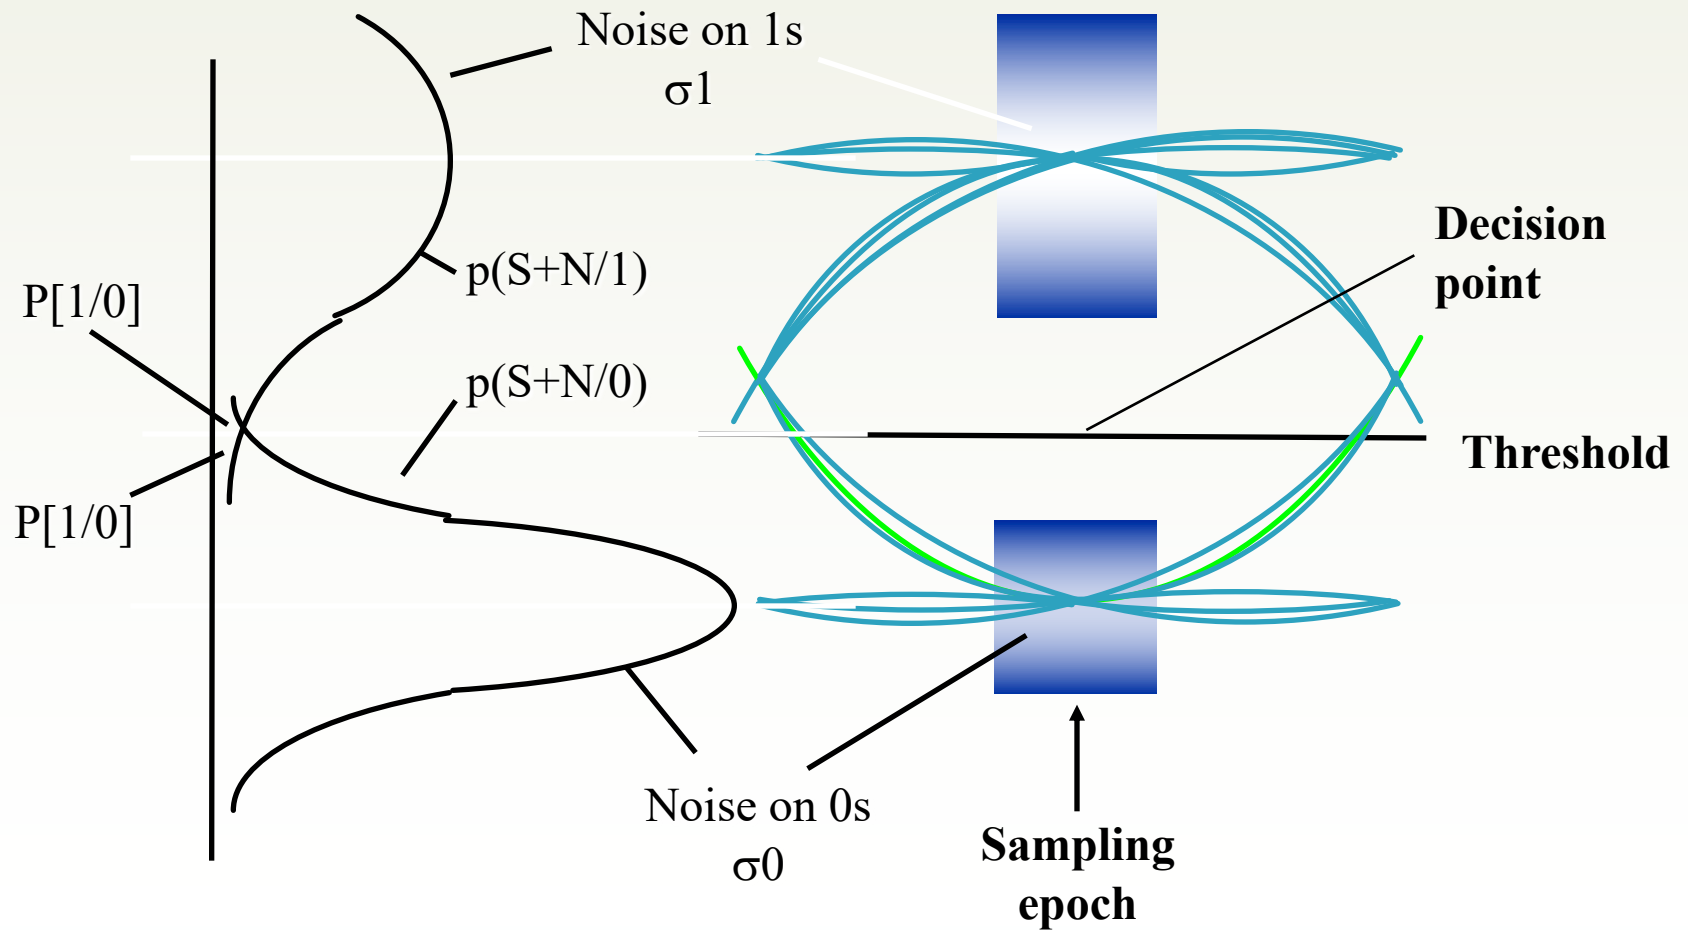 Noise on 1s
σ1
p(S+N/1)
P[1/0]
p(S+N/0)
P[1/0]
Decision
point
Threshold
Noise on 0s
σ0
Sampling
epoch